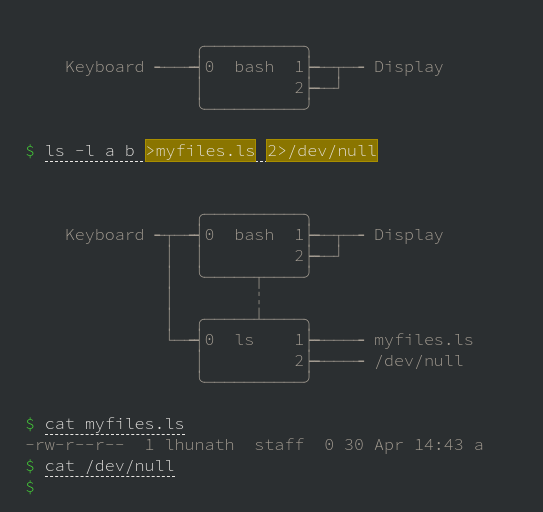 Keyboard 0 bash 1 Display
2
$ ls -l a b >myfiles.ls 2>/dev/null
Keyboard 0 bash 1 Display
2
0 ls 1 myfiles.ls
2 /dev/null
$ cat myfiles.ls
-rw-r--r-- 1 lhunath staff 0 30 Apr 14:43 a
$ cat /dev/null
$